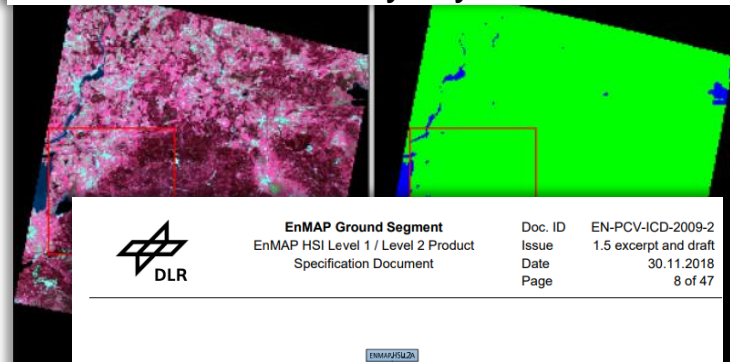 EnMAP Ground Segment
EnMAP HSI Level 1 / Level 2 Product
Specification Document
Doc. ID EN-PCV-ICD-2009-2
Issue 1.5 excerpt and draft
Date 30.11.2018
Page 8 of 47
DLR